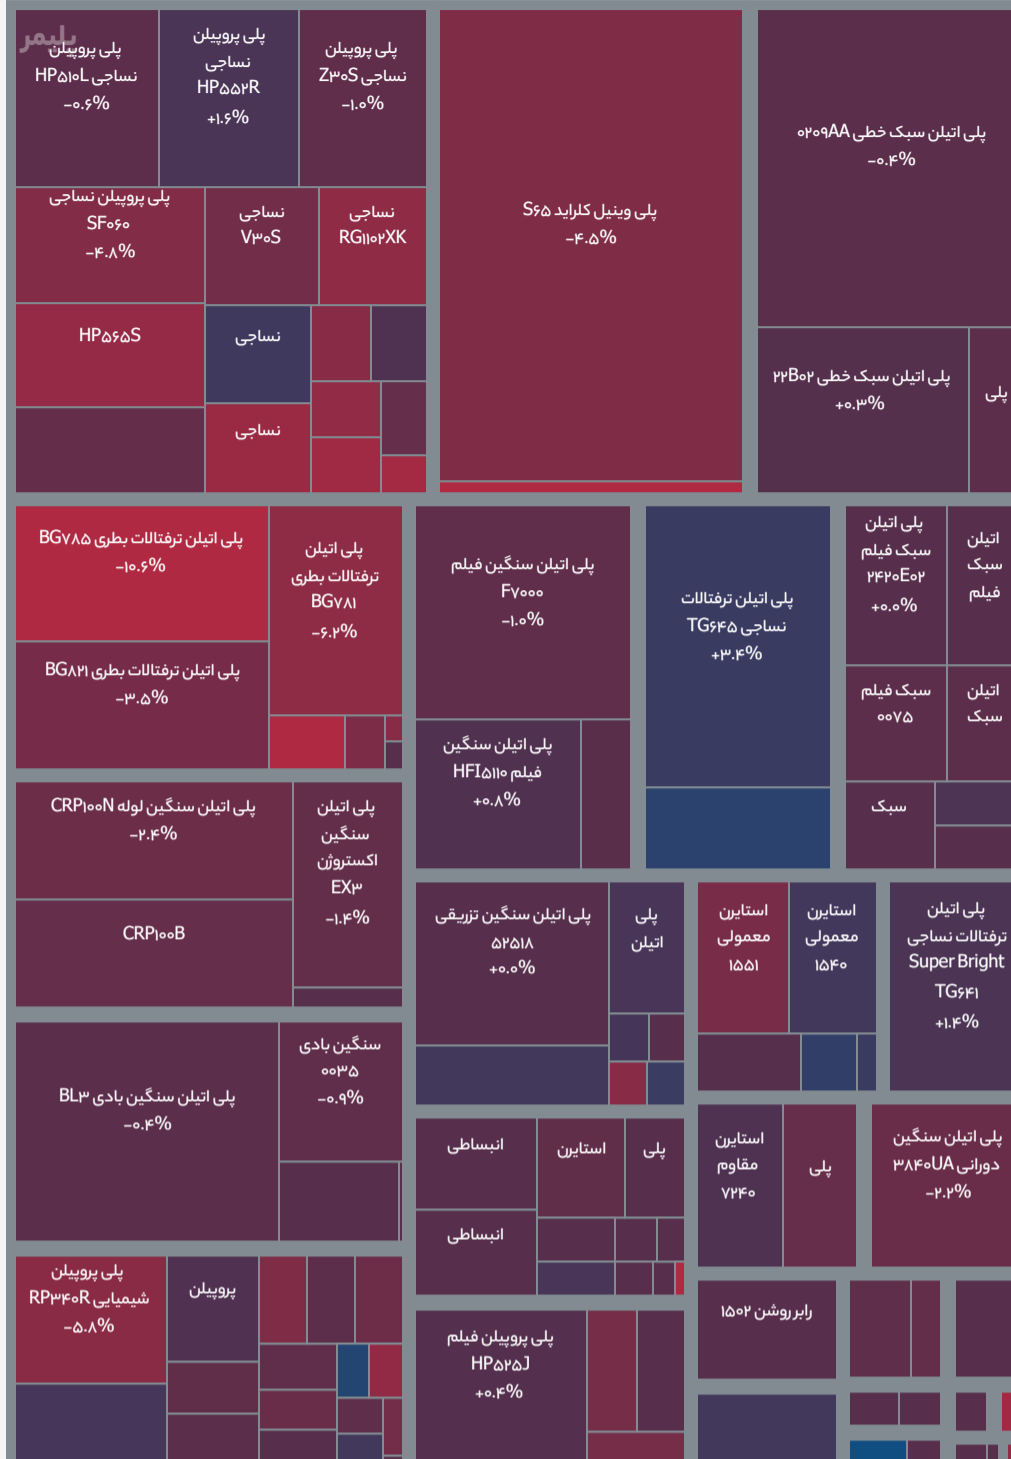 پلیمر
پلی پروپیلن
نساجی HP۵۱۰L
-۰.۶%
پلی پروپیلن
نساجی
HP۵۵۲R
+۱.۶%
پلی پروپیلن
نساجی Z۳۰S
-۱.۰%
پلی پروپیلن نساجی
SF۰۶۰
-۴.۸%
نساجی
V۳۰S
نساجی
RG۱۱۰۲XK
HP۵۶۵S
نساجی
نساجی
پلی وینیل کلراید S۶۵
-۴.۵%
پلی اتیلن سبک خطی ۰۲۰۹AA
-۰.۴%
پلی اتیلن سبک خطی ۲۲B۰۲
+۰.۳%
پلی
پلی اتیلن ترفتالات بطری BG۷۸۵
-۱۰.۶%
پلی اتیلن
ترفتالات بطری
BG۷۸۱
-۶.۲%
پلی اتیلن ترفتالات بطری BG۸۲۱
-۳.۵%
پلی اتیلن سنگین فیلم
F۷۰۰۰
-۱.۰%
پلی اتیلن سنگین
فیلم HFI۵۱۱۰
+۰.۸%
پلی اتیلن ترفتالات
نساجی TG۶۴۵
+۳.۴%
پلی اتیلن
سبک فیلم
۲۴۲۰E۰۲
+۰.۰%
اتیلن
سبک
فیلم
سبک فیلم
۰۰۷۵
اتیلن
سبک
سبک
پلی اتیلن سنگین لوله CRP۱۰۰N
-۲.۴%
پلی اتیلن
سنگین
اکستروژن
EX۳
-۱.۴%
CRP۱۰۰B
پلی اتیلن سنگین تزریقی
۵۲۵۱۸
+۰.۰%
پلی
اتیلن
استایرن
معمولی
۱۵۵۱
استایرن
معمولی
۱۵۴۰
پلی اتیلن
ترفتالات نساجی
Super Bright
TG۶۴۱
+۱.۴%
پلی اتیلن سنگین بادی BL۳
-۰.۴%
سنگین بادی
۰۰۳۵
-۰.۹%
انبساطی
استایرن
پلی
انبساطی
استایرن
مقاوم
۷۲۴۰
پلی
پلی اتیلن سنگین
دورانی ۳۸۴۰UA
-۲.۲%
پلی پروپیلن
شیمیایی RP۳۴۰R
-۵.۸%
پروپیلن
پلی پروپیلن فیلم
HP۵۲۵J
+۰.۴%
رابر روشن ۱۵۰۲